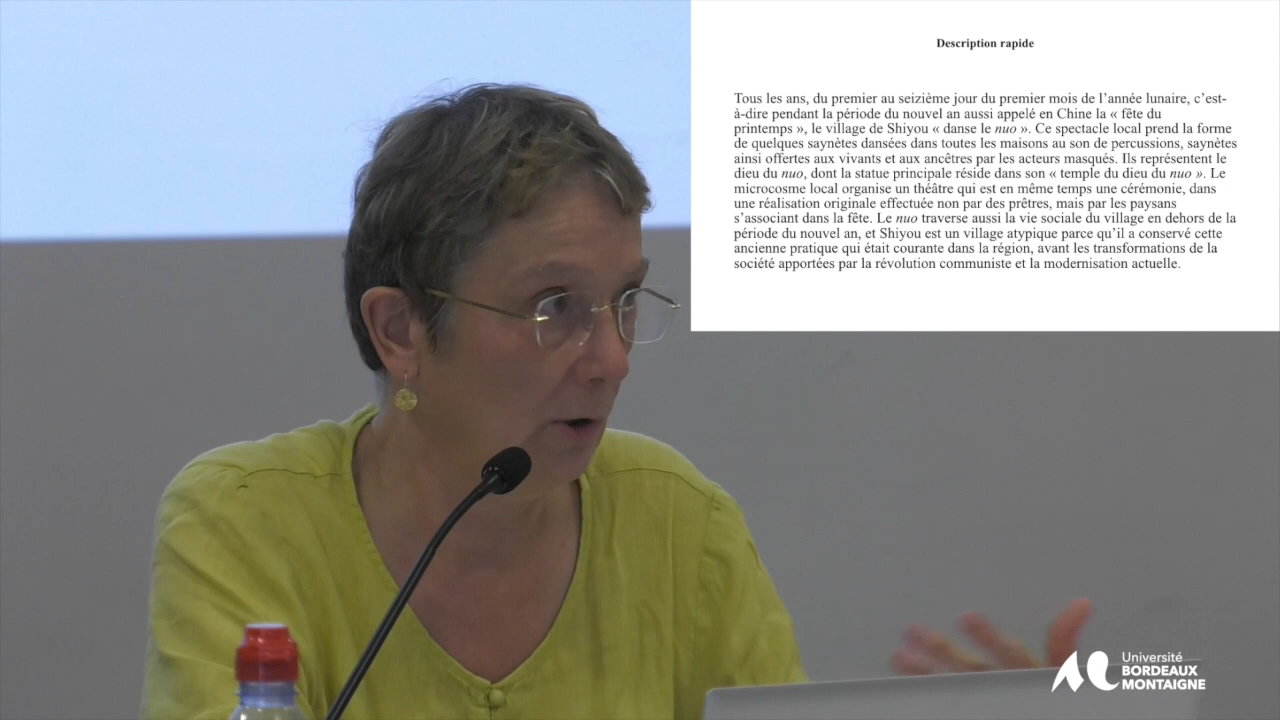 Description rapide
Tous les ans, du premier au seizième jour du premier mois de l'année lunaire, c'est-
à-dire pendant la période du nouvel an aussi appelé en Chine la « fête du
printemps », le village de Shiyou « danse le nuo ». Ce spectacle local prend la forme
de quelques saynètes dansées dans toutes les maisons au son de percussions, saynètes
ainsi offertes aux vivants et aux ancêtres par les acteurs masqués. Ils représentent le
dieu du nuo, dont la statue principale réside dans son « temple du dieu du nuo ». Le
microcosme local organise un théâtre qui est en même temps une cérémonie, dans
une réalisation originale effectuée non par des prêtres, mais par les paysans
s'associant dans la fête. Le nuo traverse aussi la vie sociale du village en dehors de la
période du nouvel an, et Shiyou est un village atypique parce qu'il a conservé cette
ancienne pratique qui était courante dans la région, avant les transformations de la
société apportées par la révolution communiste et la modernisation actuelle.
Université
BORDEAUX
MONTAIGNE